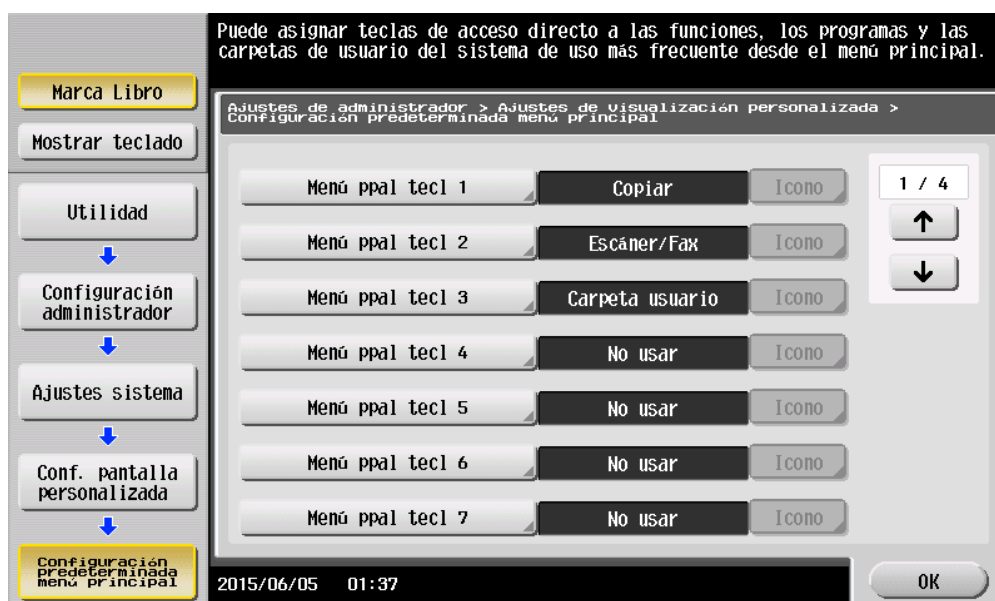 Puede asignar teclas de acceso directo a las funciones, los programas y las
carpetas de usuario del sistema de uso más frecuente desde el menú principal.
Marca Libro
Mostrar teclado
Utilidad
Configuración
administrador
Ajustes sistema
Conf. pantalla
personalizada
Configuración
predeterminada
menú principal
Ajustes de administrador > Ajustes de visualización personalizada >
Configuración predeterminada menú principal
Menú ppal tecl 1 Copiar Icono
Menú ppal tecl 2 Escáner/Fax Icono
Menú ppal tecl 3 Carpeta usuario Icono
Menú ppal tecl 4 No usar Icono
Menú ppal tecl 5 No usar Icono
Menú ppal tecl 6 No usar Icono
Menú ppal tecl 7 No usar Icono
1 / 4
↑
↓
2015/06/05 01:37
OK